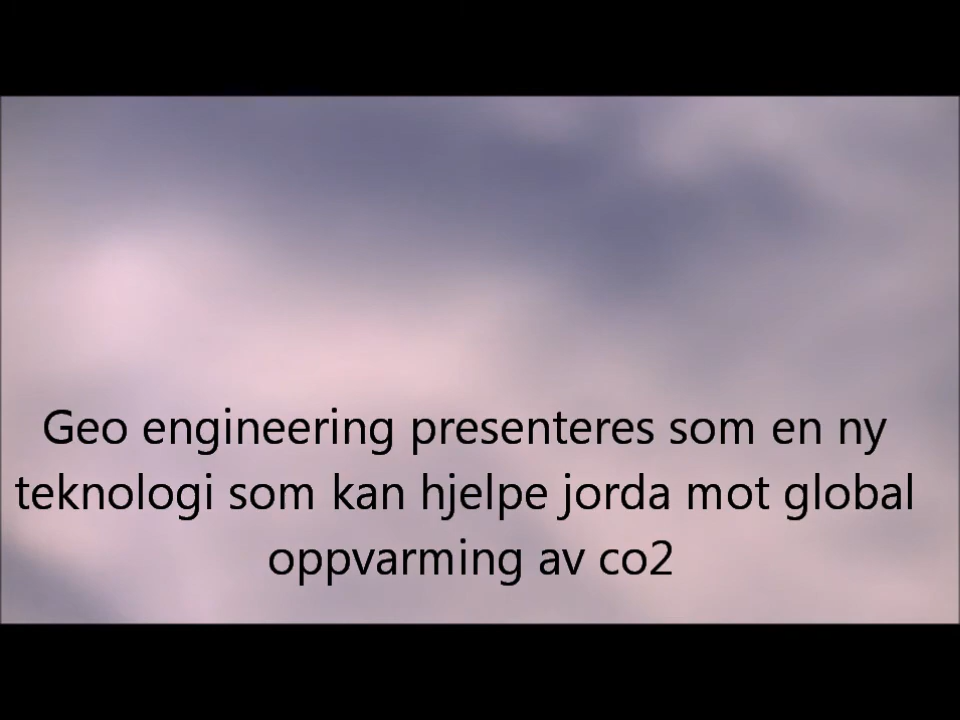 Geo engineering presenteres som en ny
teknologi som kan hjelpe jorda mot global
oppvarming av co2